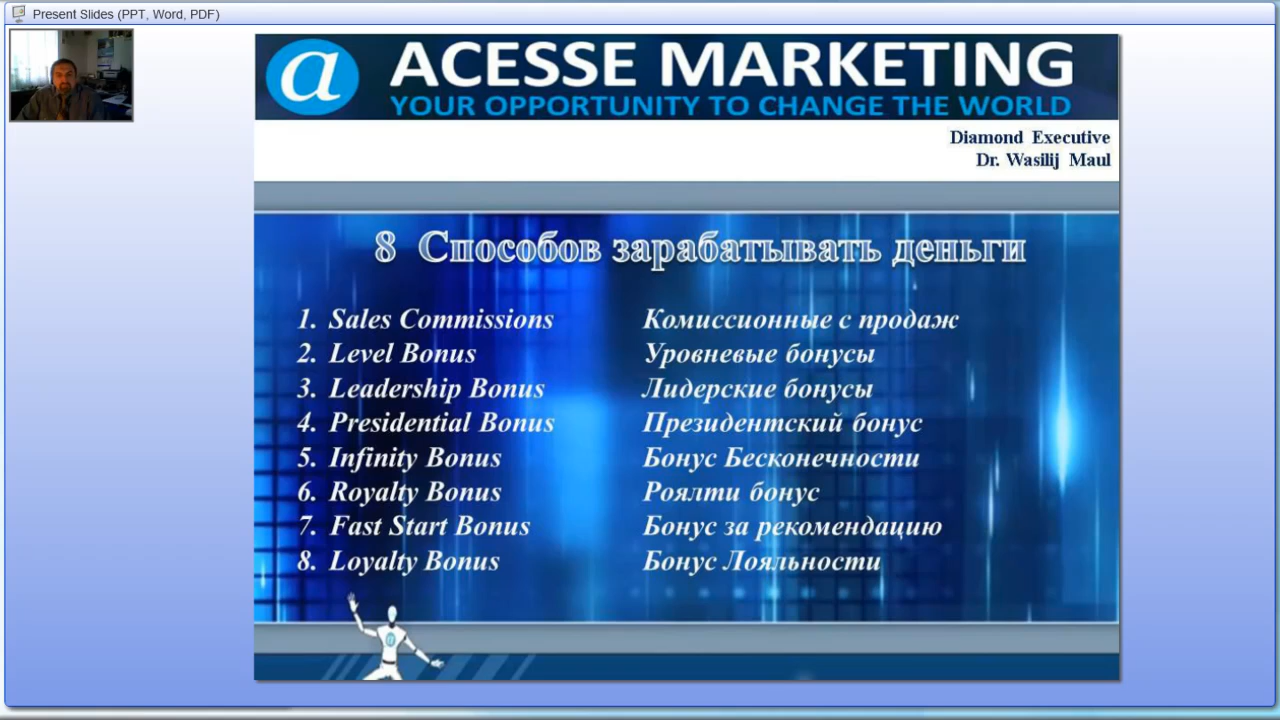 Present Slides (PPT, Word, PDF)
a ACESSE MARKETING
YOUR OPPORTUNITY TO CHANGE THE WORLD
Diamond Executive
Dr. Wasilij Maul
8 Способов зарабатывать деньги
1. Sales Commissions Комиссионные с продаж
2. Level Bonus Уровневые бонусы
3. Leadership Bonus Лидерские бонусы
4. Presidential Bonus Президентский бонус
5. Infinity Bonus Бонус Бесконечности
6. Royalty Bonus Роялти бонус
7. Fast Start Bonus Бонус за рекомендацию
8. Loyalty Bonus Бонус Лояльности
a